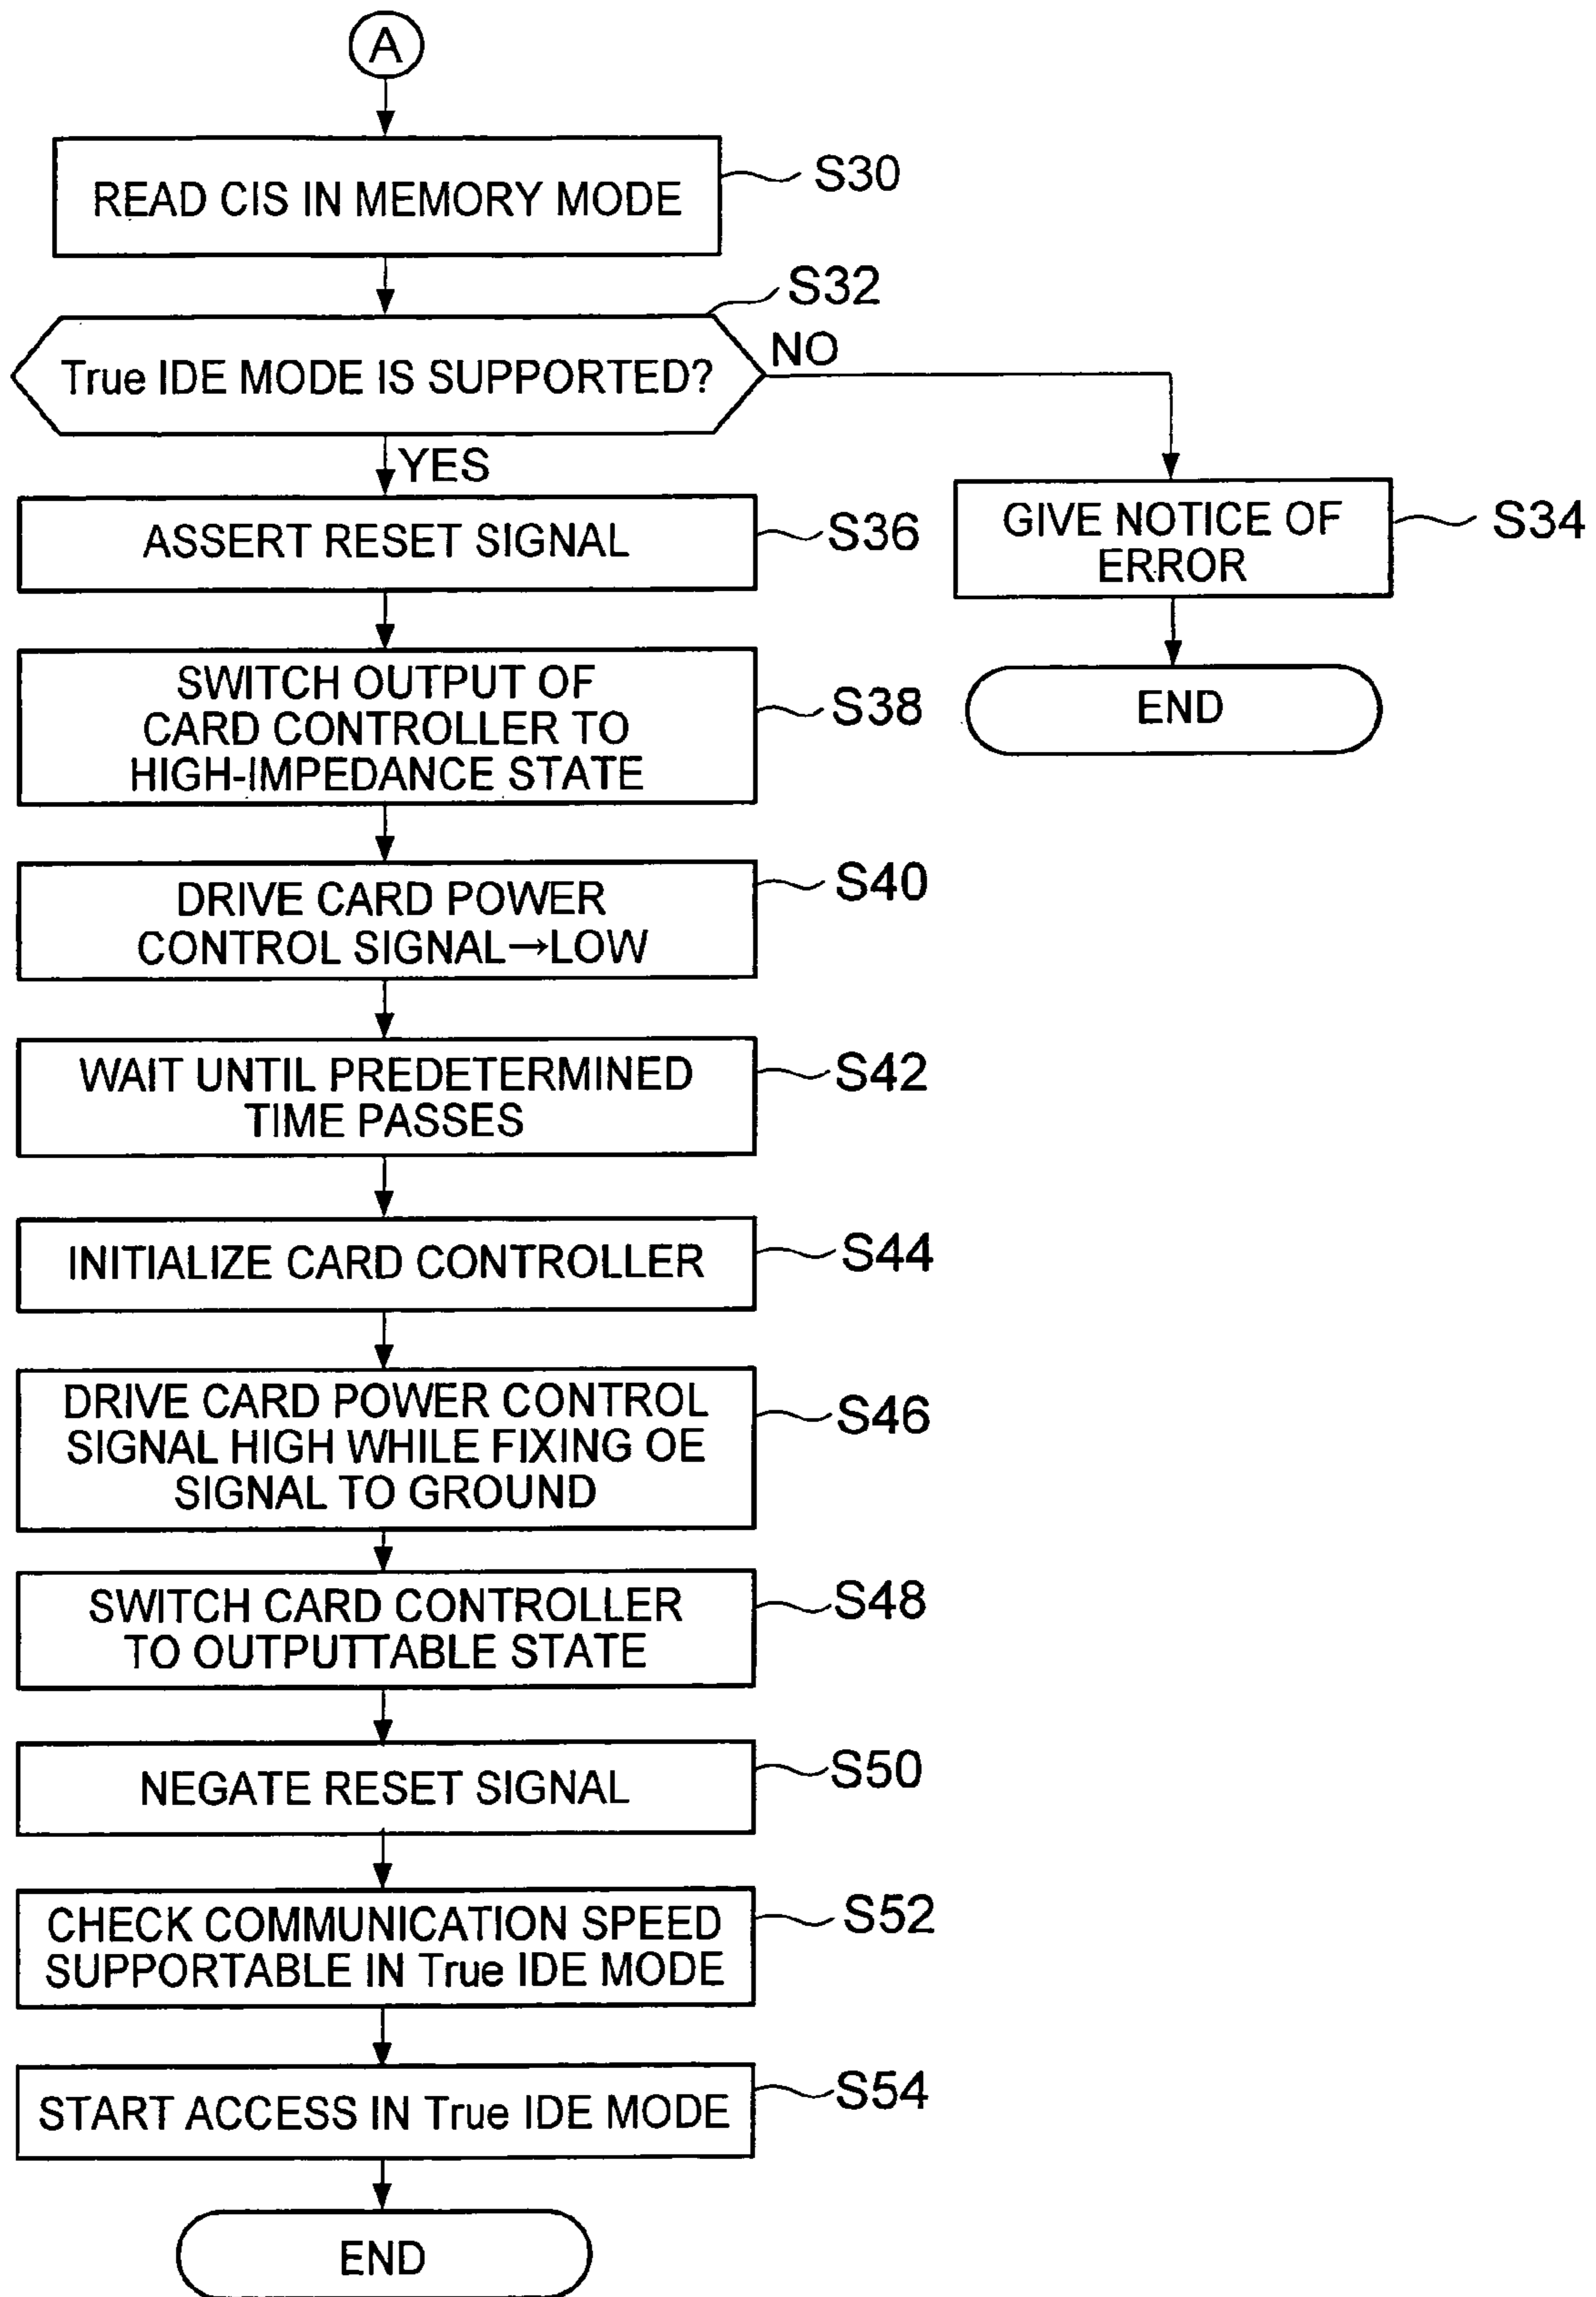 A
READ CIS IN MEMORY MODE
S30
S32
True IDE MODE IS SUPPORTED?
NO
YES
ASSERT RESET SIGNAL
S36
GIVE NOTICE OF
ERROR
S34
END
SWITCH OUTPUT OF
CARD CONTROLLER TO
HIGH-IMPEDANCE STATE
S38
DRIVE CARD POWER
CONTROL SIGNAL→LOW
S40
WAIT UNTIL PREDETERMINED
TIME PASSES
S42
INITIALIZE CARD CONTROLLER
S44
DRIVE CARD POWER CONTROL
SIGNAL HIGH WHILE FIXING OE
SIGNAL TO GROUND
S46
SWITCH CARD CONTROLLER
TO OUTPUTTABLE STATE
S48
NEGATE RESET SIGNAL
S50
CHECK COMMUNICATION SPEED
SUPPORTABLE IN True IDE MODE
S52
START ACCESS IN True IDE MODE
S54
END